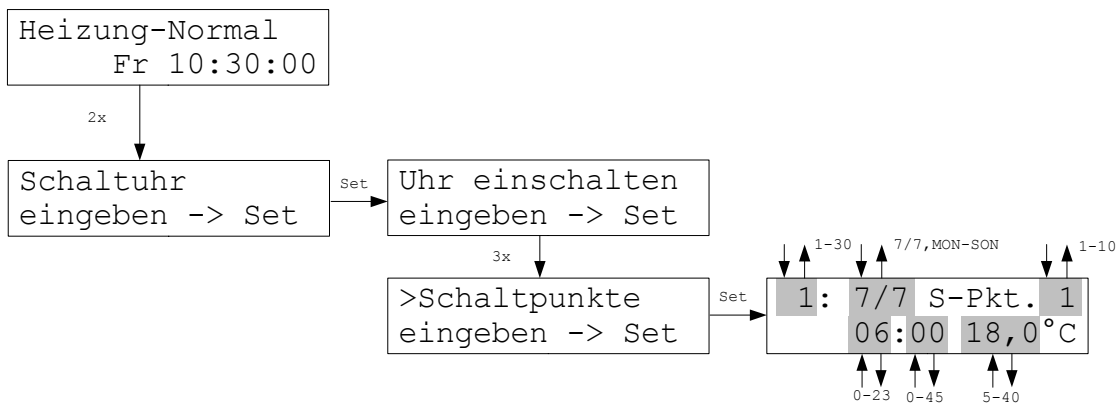 Heizung-Normal
Fr 10:30:00
2x
Schaltuhr
eingeben -> Set
Set
Uhr einschalten
eingeben -> Set
3x
>Schaltpunkte
eingeben -> Set
Set
1-30
7/7,MON-SON
1-10
1: 7/7 S-Pkt. 1
06:00 18,0°C
0-23
0-45
5-40